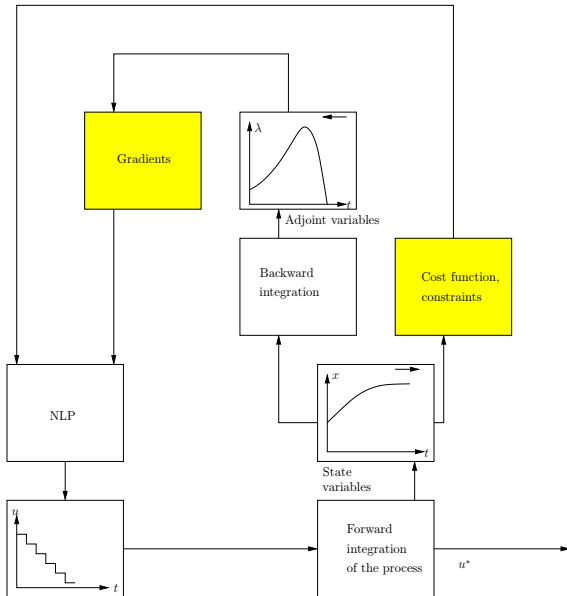 λ
Gradients
t
Adjoint variables
Backward
integration
Cost function,
constraints
x
NLP
t
State
variables
u
Forward
integration
of the process
u*
t